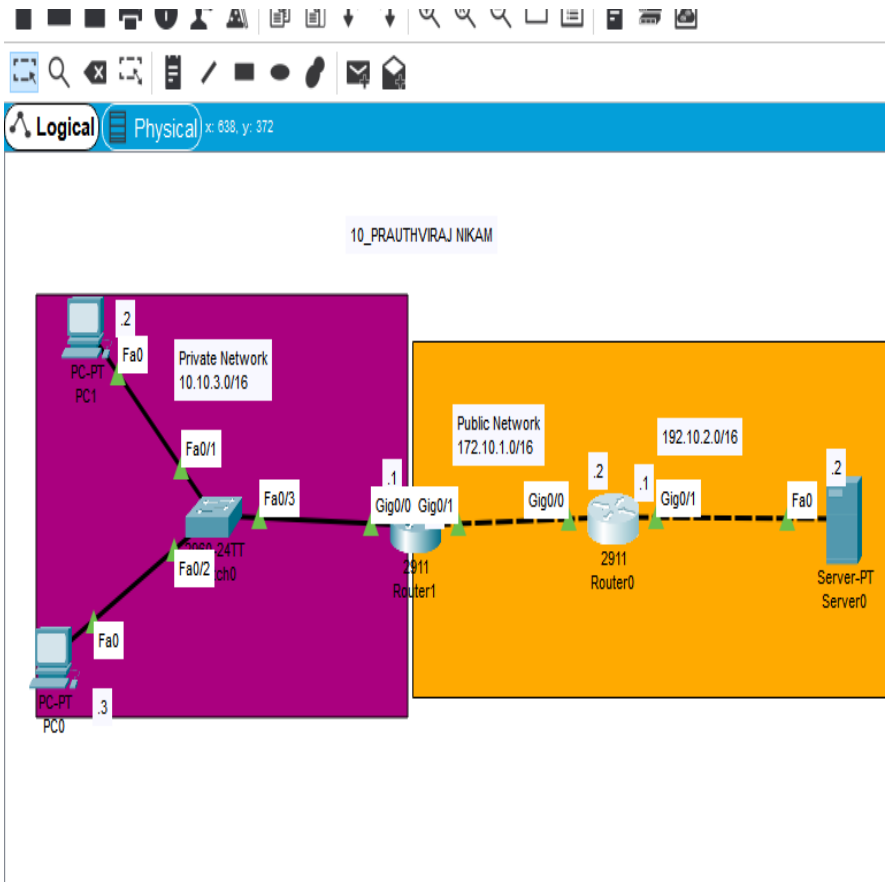 Logical
Physical
x: 638, y: 372
10_PRAUTHVIRAJ NIKAM
.2
Fa0
PC-PT
PC1
Private Network
10.10.3.0/16
Fa0/1
Fa0/3
Fa0/2
Fa0
PC-PT
PC0
.3
.1
Gig0/0
Gig0/1
2911
Router1
Public Network
172.10.1.0/16
Gig0/0
.2
.1
192.10.2.0/16
Gig0/1
2911
Router0
.2
Fa0
Server-PT
Server0